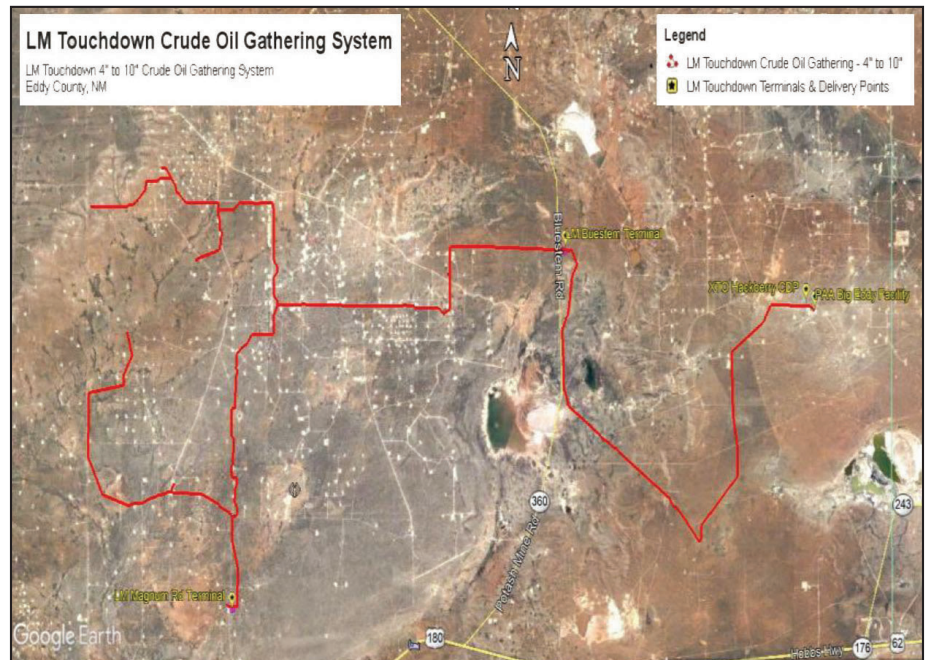 LM Touchdown Crude Oil Gathering System
LM Touchdown 4" to 10" Crude Oil Gathering System
Eddy County, NM
N
Legend
LM Touchdown Crude Oil Gathering - 4" to 10"
LM Touchdown Terminals & Delivery Points
Bluestem Rd
LM Bluestem Terminal
XTO Hackberry CDP
PAA Big Eddy Facility
360
243
Potash Mine Rd
LM Magnum Rd Terminal
Google Earth
180
Hobbs Hwy
176
62